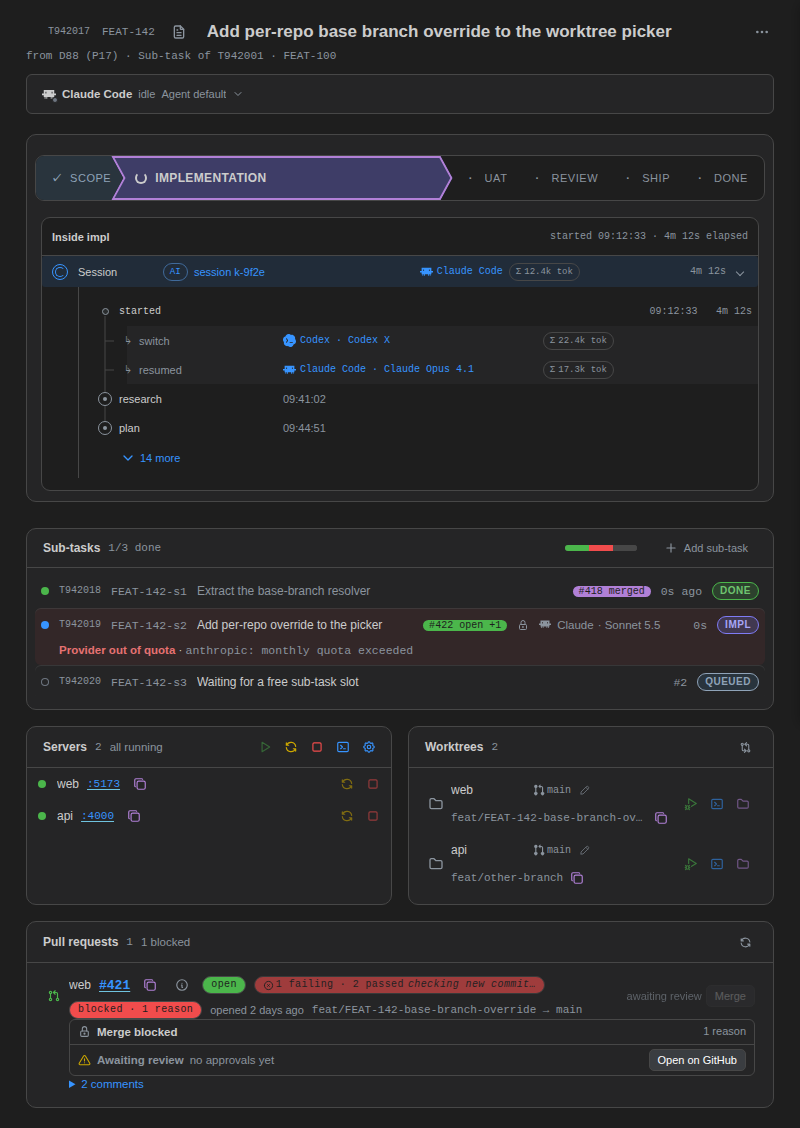 T942017 FEAT-142 Add per-repo base branch override to the worktree picker
from D88 (P17) · Sub-task of T942001 · FEAT-100
Claude Code idle Agent default
SCOPE IMPLEMENTATION · UAT · REVIEW · SHIP · DONE
Inside impl started 09:12:33 · 4m 12s elapsed
Session AI session k-9f2e Claude Code Σ 12.4k tok 4m 12s
started 09:12:33 4m 12s
↳ switch Codex · Codex X Σ 22.4k tok
↳ resumed Claude Code · Claude Opus 4.1 Σ 17.3k tok
research 09:41:02
plan 09:44:51
14 more
Sub-tasks 1/3 done Add sub-task
T942018 FEAT-142-s1 Extract the base-branch resolver #418 merged 0s ago DONE
T942019 FEAT-142-s2 Add per-repo override to the picker #422 open +1 Claude · Sonnet 5.5 0s IMPL
Provider out of quota · anthropic: monthly quota exceeded
T942020 FEAT-142-s3 Waiting for a free sub-task slot #2 QUEUED
Servers 2 all running
web :5173
api :4000
Worktrees 2
web main
feat/FEAT-142-base-branch-ov…
api main
feat/other-branch
Pull requests 1 1 blocked
web #421 open 1 failing · 2 passed checking new commit…
blocked · 1 reason opened 2 days ago feat/FEAT-142-base-branch-override → main awaiting review Merge
Merge blocked 1 reason
Awaiting review no approvals yet Open on GitHub
2 comments